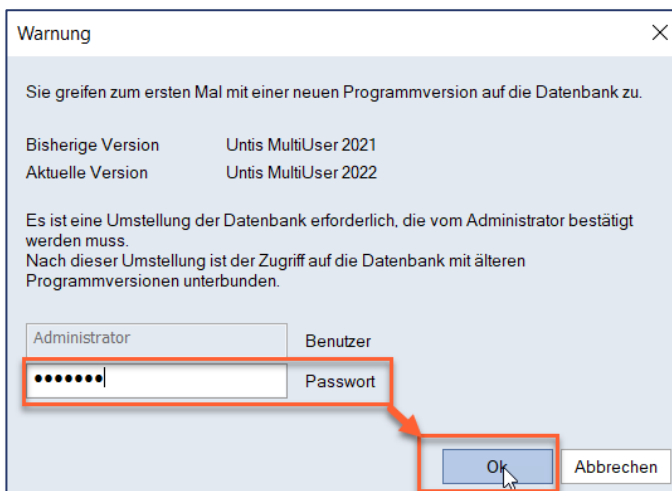 Warnung
Sie greifen zum ersten Mal mit einer neuen Programmversion auf die Datenbank zu.
Bisherige Version Untis MultiUser 2021
Aktuelle Version Untis MultiUser 2022
Es ist eine Umstellung der Datenbank erforderlich, die vom Administrator bestätigt
werden muss.
Nach dieser Umstellung ist der Zugriff auf die Datenbank mit älteren
Programmversionen unterbunden.
Administrator Benutzer
●●●●●●● Passwort
Ok Abbrechen